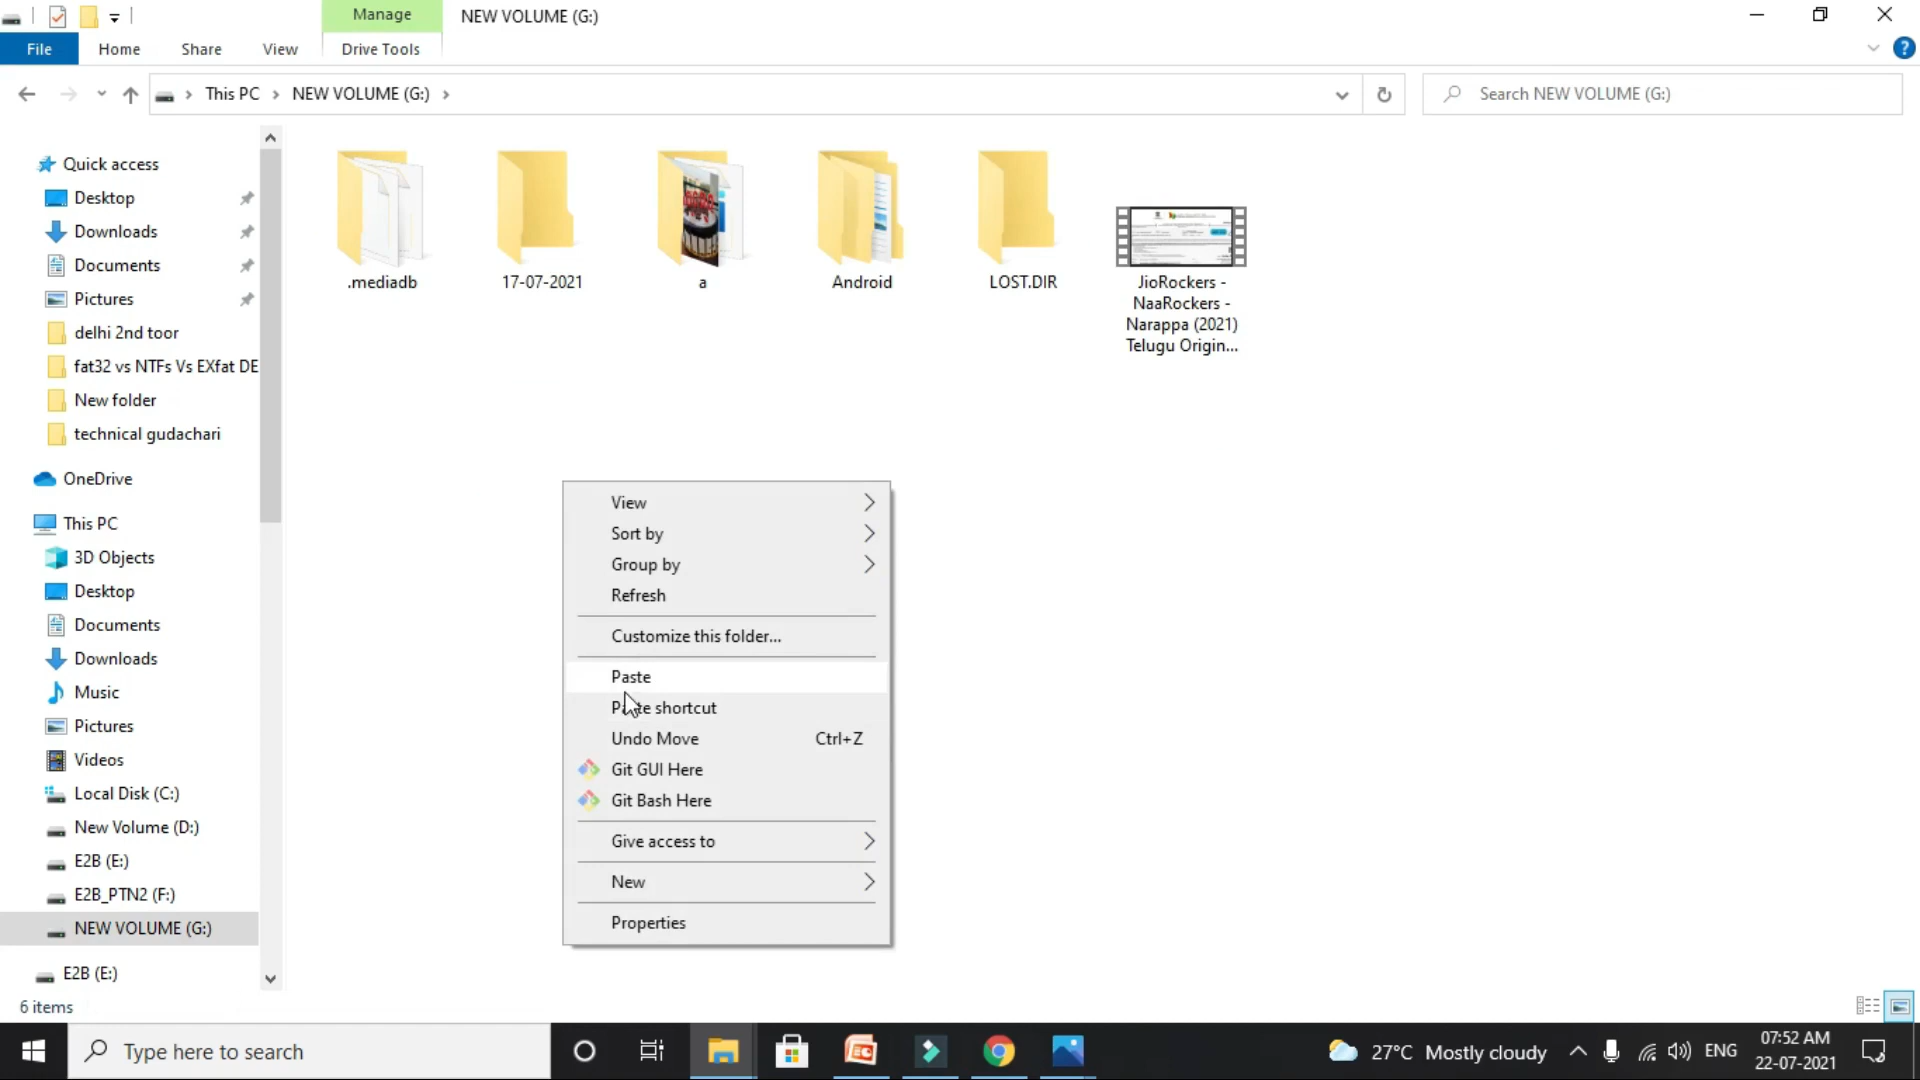 Manage
NEW VOLUME (G:)
File
Home
Share
View
Drive Tools
This PC
NEW VOLUME (G:)
Search NEW VOLUME (G:)
Quick access
Desktop
Downloads
Documents
Pictures
delhi 2nd toor
fat32 vs NTFs Vs EXfat DE
New folder
technical gudachari
OneDrive
This PC
3D Objects
Desktop
Documents
Downloads
Music
Pictures
Videos
Local Disk (C:)
New Volume (D:)
E2B (E:)
E2B_PTN2 (F:)
NEW VOLUME (G:)
E2B (E:)
.mediadb
17-07-2021
a
Android
LOST.DIR
JioRockers -
NaaRockers -
Narappa (2021)
Telugu Origin...
View
Sort by
Group by
Refresh
Customize this folder...
Paste
Paste shortcut
Undo Move Ctrl+Z
Git GUI Here
Git Bash Here
Give access to
New
Properties
6 items
Type here to search
27°C Mostly cloudy
ENG
07:52 AM
22-07-2021